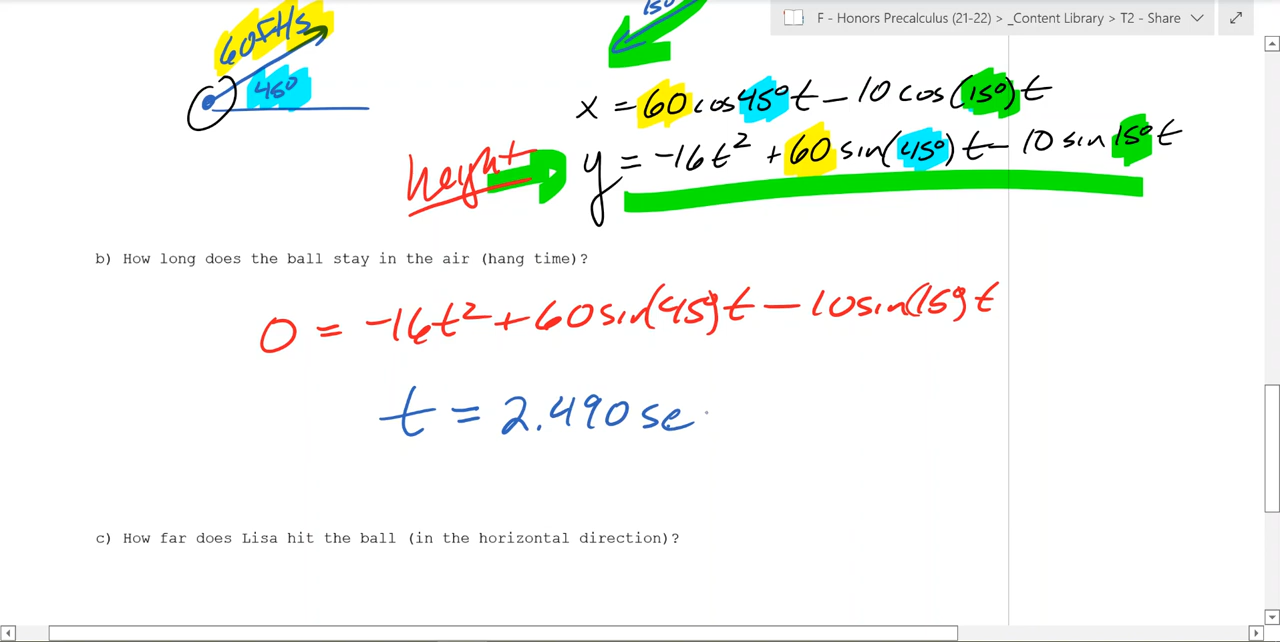 F - Honors Precalculus (21-22) > _Content Library > T2 - Share
60ft/s
45°
x = 60 cos 45° t - 10 cos (15°) t
height
y = -16t² + 60 sin(45°) t - 10 sin 15° t
b) How long does the ball stay in the air (hang time)?
0 = -16t² + 60 sin(45°) t - 10 sin(15°) t
t = 2.490 se
c) How far does Lisa hit the ball (in the horizontal direction)?